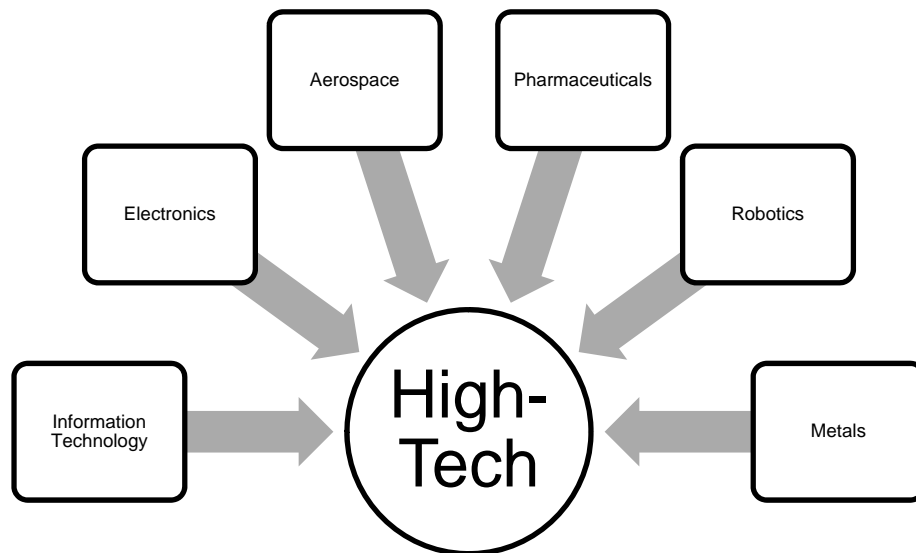 Aerospace
Pharmaceuticals
Electronics
Robotics
Information
Technology
High-
Tech
Metals